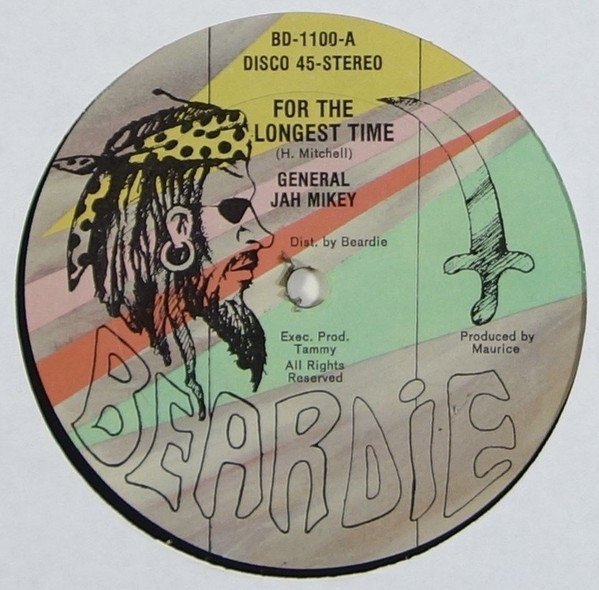 BD-1100-A
DISCO 45-STEREO
FOR THE
LONGEST TIME
(H. Mitchell)
GENERAL
JAH MIKEY
Dist. by Beardie
Exec. Prod.
Tammy
All Rights
Reserved
Produced by
Maurice
BEARDiE